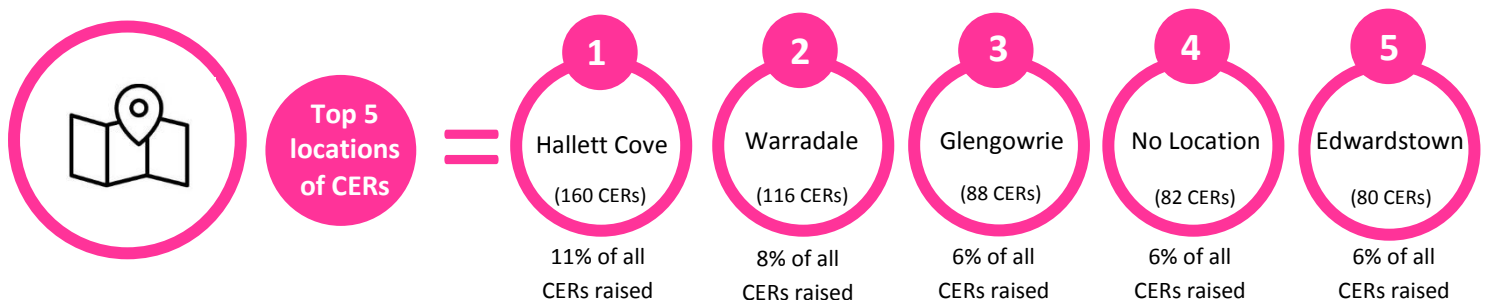 Top 5
locations
of CERs
=
1
Hallett Cove
(160 CERs)
11% of all
CERs raised
2
Warradale
(116 CERs)
8% of all
CERs raised
3
Glengowrie
(88 CERs)
6% of all
CERs raised
4
No Location
(82 CERs)
6% of all
CERs raised
5
Edwardstown
(80 CERs)
6% of all
CERs raised